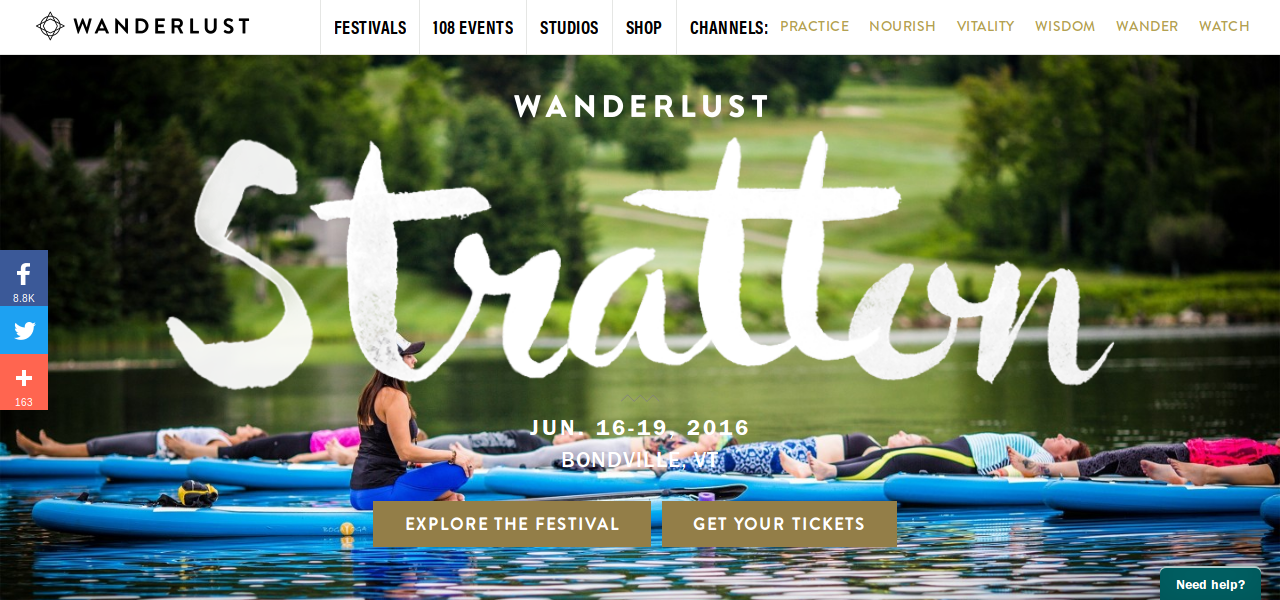 WANDERLUST
FESTIVALS
108 EVENTS
STUDIOS
SHOP
CHANNELS:
PRACTICE
NOURISH
VITALITY
WISDOM
WANDER
WATCH
WANDERLUST
Stratton
8.8K
163
JUN. 16-19, 2016
BONDVILLE, VT
EXPLORE THE FESTIVAL
GET YOUR TICKETS
Need help?